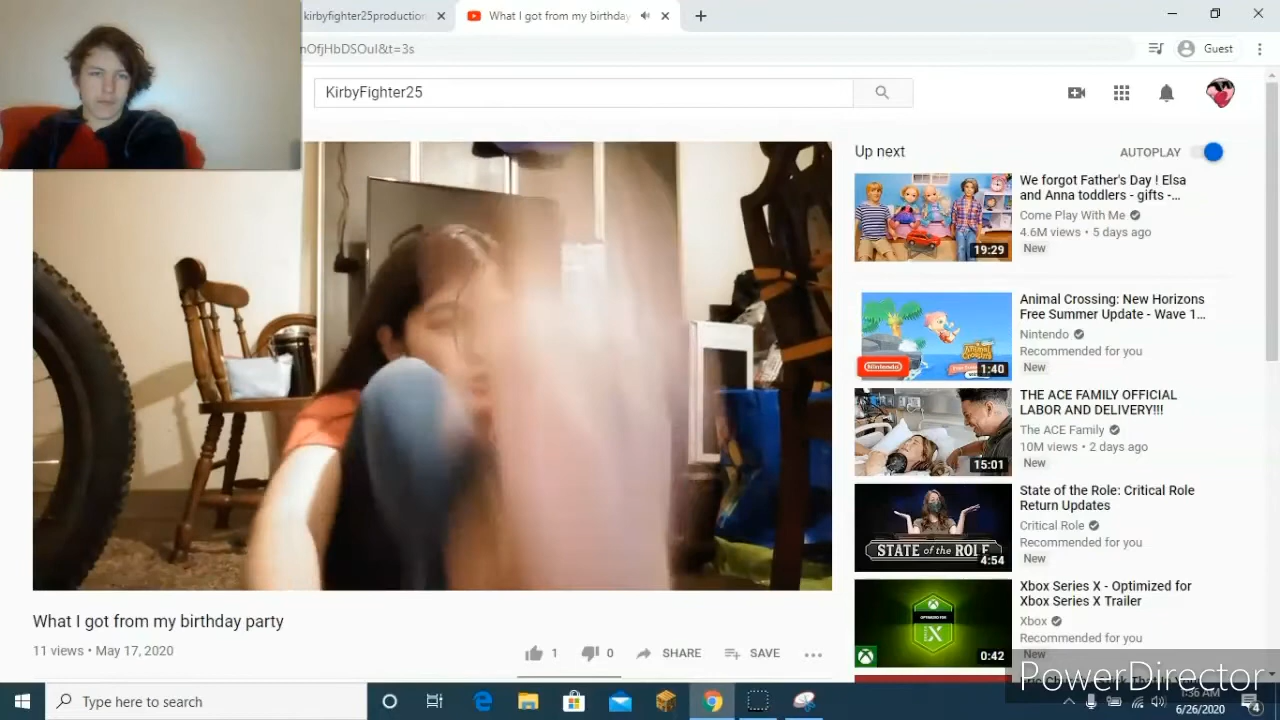 kirbyfighter25production
What I got from my birthday
nOfjHbDSOuI&t=3s
Guest
KirbyFighter25
Up next
AUTOPLAY
We forgot Father's Day ! Elsa
and Anna toddlers - gifts -...
Come Play With Me
4.6M views • 5 days ago
New
19:29
Animal Crossing: New Horizons
Free Summer Update - Wave 1...
Nintendo
Recommended for you
New
Nintendo
1:40
THE ACE FAMILY OFFICIAL
LABOR AND DELIVERY!!!
The ACE Family
10M views • 2 days ago
New
15:01
State of the Role: Critical Role
Return Updates
Critical Role
Recommended for you
New
STATE of the ROLE
4:54
Xbox Series X - Optimized for
Xbox Series X Trailer
Xbox
Recommended for you
New
0:42
What I got from my birthday party
11 views • May 17, 2020
1
0
SHARE
SAVE
PowerDirector
Type here to search
1:36 AM
6/26/2020
4